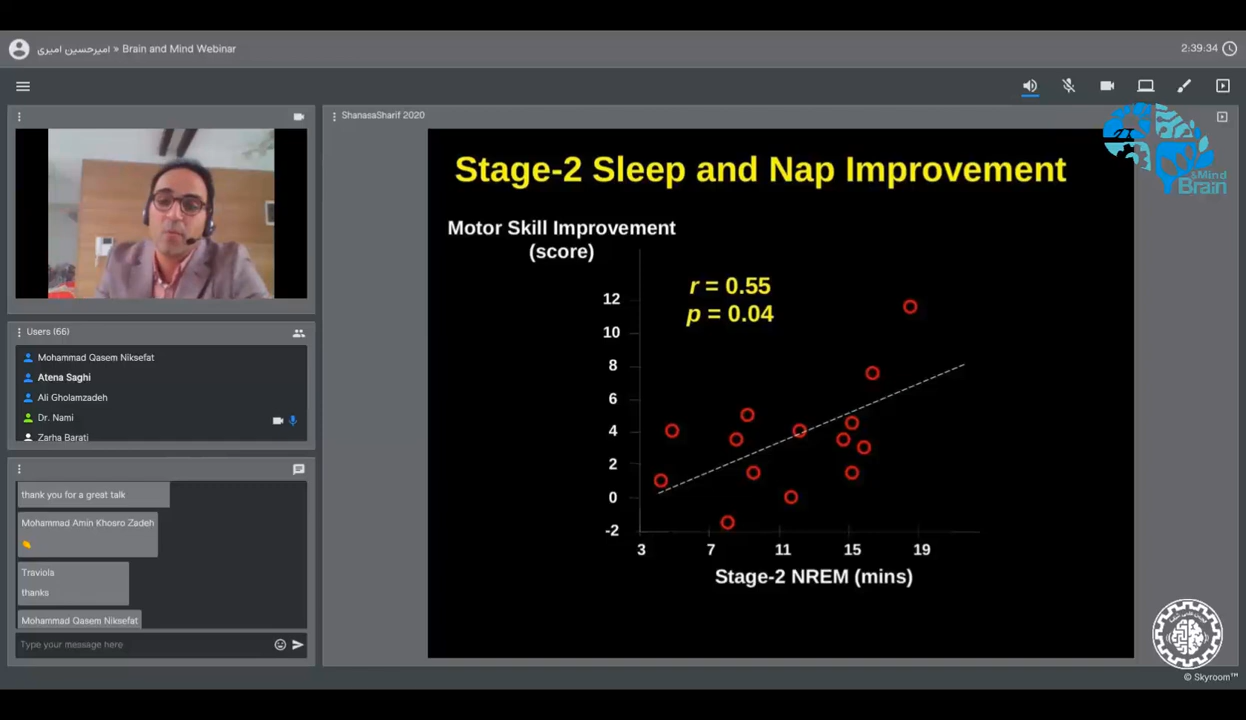 امیرحسین امیری » Brain and Mind Webinar
2:39:34
ShanasaSharif 2020
&Mind
Brain
Users (66)
Mohammad Qasem Niksefat
Atena Saghi
Ali Gholamzadeh
Dr. Nami
Zarha Barati
thank you for a great talk
Mohammad Amin Khosro Zadeh
Traviola
thanks
Mohammad Qasem Niksefat
Type your message here
Stage-2 Sleep and Nap Improvement
Motor Skill Improvement
(score)
r = 0.55
p = 0.04
12
10
8
6
4
2
0
-2
3 7 11 15 19
Stage-2 NREM (mins)
© Skyroom™